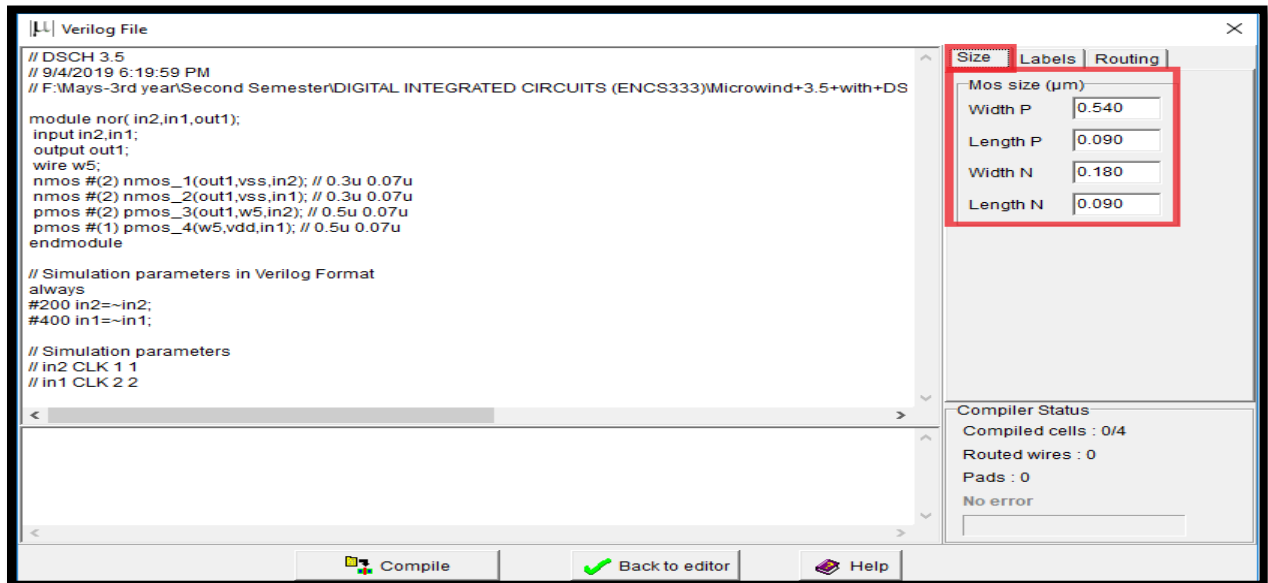 Verilog File
// DSCH 3.5
// 9/4/2019 6:19:59 PM
// F:\Mays-3rd year\Second Semester\DIGITAL INTEGRATED CIRCUITS (ENCS333)\Microwind+3.5+with+DS
module nor( in2,in1,out1);
input in2,in1;
output out1;
wire w5;
nmos #(2) nmos_1(out1,vss,in2); // 0.3u 0.07u
nmos #(2) nmos_2(out1,vss,in1); // 0.3u 0.07u
pmos #(2) pmos_3(out1,w5,in2); // 0.5u 0.07u
pmos #(1) pmos_4(w5,vdd,in1); // 0.5u 0.07u
endmodule
// Simulation parameters in Verilog Format
always
#200 in2=~in2;
#400 in1=~in1;
// Simulation parameters
// in2 CLK 1 1
// in1 CLK 2 2
Size Labels Routing
Mos size (µm)
Width P 0.540
Length P 0.090
Width N 0.180
Length N 0.090
Compiler Status
Compiled cells : 0/4
Routed wires : 0
Pads : 0
No error
Compile Back to editor Help